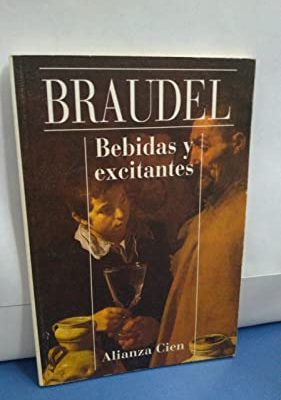 BRAUDEL
Bebidas y
excitantes
Alianza Cien